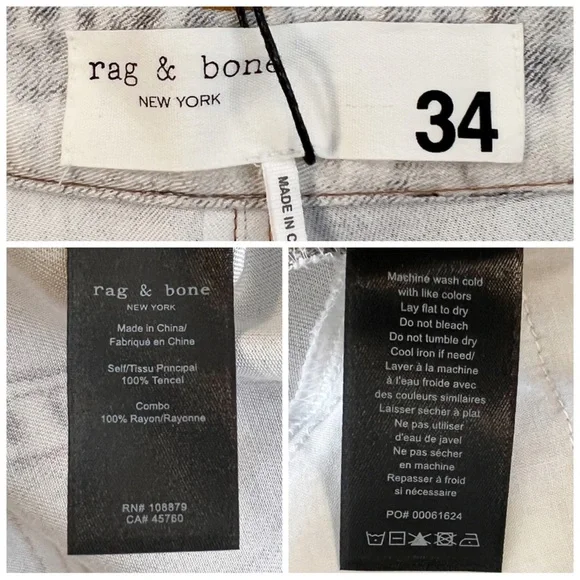 rag & bone
NEW YORK
34
MADE IN C
rag & bone
NEW YORK
Made in China/
Fabriqué en Chine
Self/Tissu Principal
100% Tencel
Combo
100% Rayon/Rayonne
RN# 108879
CA# 45760
Machine wash cold
with like colors
Lay flat to dry
Do not bleach
Do not tumble dry
Cool iron if need/
Laver à la machine
à l'eau froide avec
des couleurs similaires
Laisser sécher à plat
Ne pas utiliser
d'eau de javel
Ne pas sécher
en machine
Repasser à froid
si nécessaire
PO# 00061624